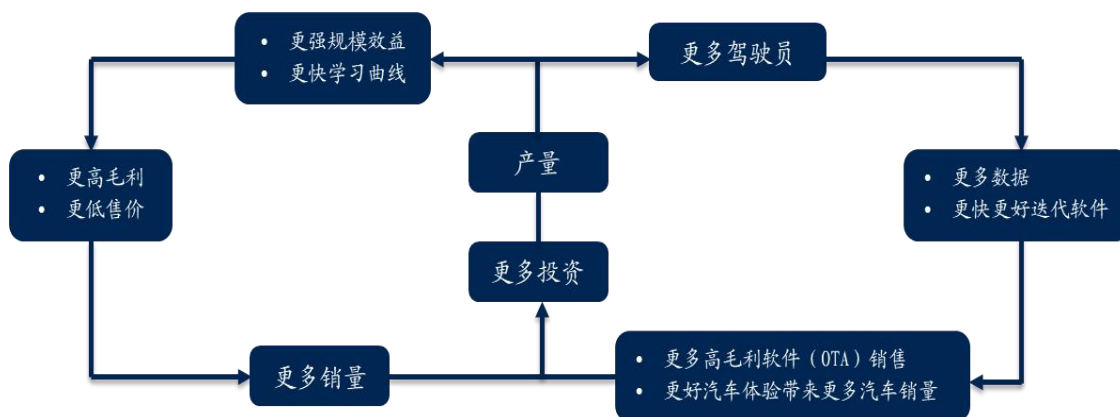 更强规模效益
更快学习曲线
更多驾驶员
产量
更高毛利
更低售价
更多数据
更快更好迭代软件
更多投资
更多销量
更多高毛利软件（OTA）销售
更好汽车体验带来更多汽车销量